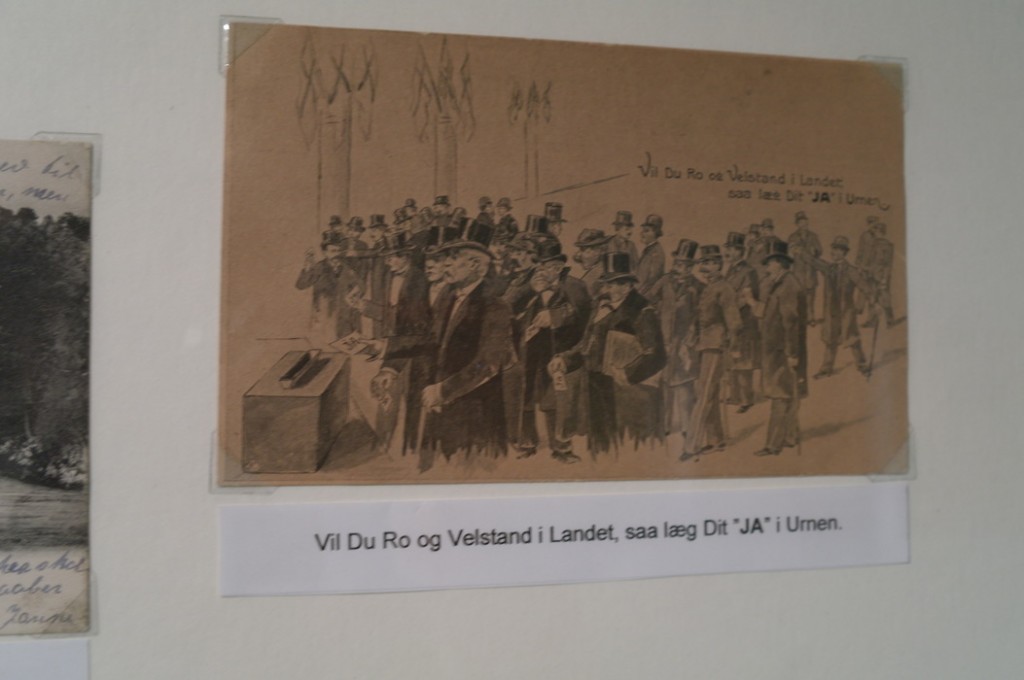 Vil Du Ro og Velstand i Landet,
saa læg Dit "JA" i Urnen.
Vil Du Ro og Velstand i Landet, saa læg Dit "JA" i Urnen.